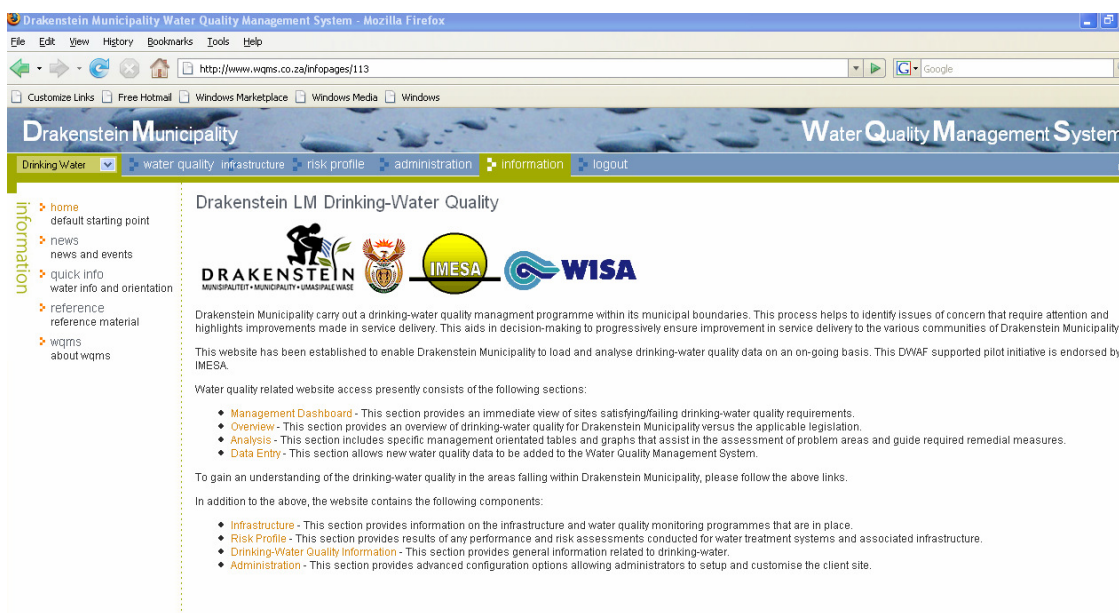 Drakenstein Municipality Water Quality Management System - Mozilla Firefox
File Edit View History Bookmarks Tools Help
http://www.wqms.co.za/infopages/113
G Google
Customize Links Free Hotmail Windows Marketplace Windows Media Windows
Drakenstein Municipality Water Quality Management System
Drinking Water water quality infrastructure risk profile administration information logout
information
home
default starting point
news
news and events
quick info
water info and orientation
reference
reference material
wqms
about wqms
Drakenstein LM Drinking-Water Quality
DRAKENSTEIN
MUNISIPALITEIT • MUNICIPALITY • UMASIPALA WASE
IMESA
WISA
Drakenstein Municipality carry out a drinking-water quality managment programme within its municipal boundaries. This process helps to identify issues of concern that require attention and
highlights improvements made in service delivery. This aids in decision-making to progressively ensure improvement in service delivery to the various communities of Drakenstein Municipality
This website has been established to enable Drakenstein Municipality to load and analyse drinking-water quality data on an on-going basis. This DWAF supported pilot initiative is endorsed by
IMESA.
Water quality related website access presently consists of the following sections:
◆ Management Dashboard - This section provides an immediate view of sites satisfying/failing drinking-water quality requirements.
◆ Overview - This section provides an overview of drinking-water quality for Drakenstein Municipality versus the applicable legislation.
◆ Analysis - This section includes specific management orientated tables and graphs that assist in the assessment of problem areas and guide required remedial measures.
◆ Data Entry - This section allows new water quality data to be added to the Water Quality Management System.
To gain an understanding of the drinking-water quality in the areas falling within Drakenstein Municipality, please follow the above links.
In addition to the above, the website contains the following components:
◆ Infrastructure - This section provides information on the infrastructure and water quality monitoring programmes that are in place.
◆ Risk Profile - This section provides results of any performance and risk assessments conducted for water treatment systems and associated infrastructure.
◆ Drinking-Water Quality Information - This section provides general information related to drinking-water.
◆ Administration - This section provides advanced configuration options allowing administrators to setup and customise the client site.